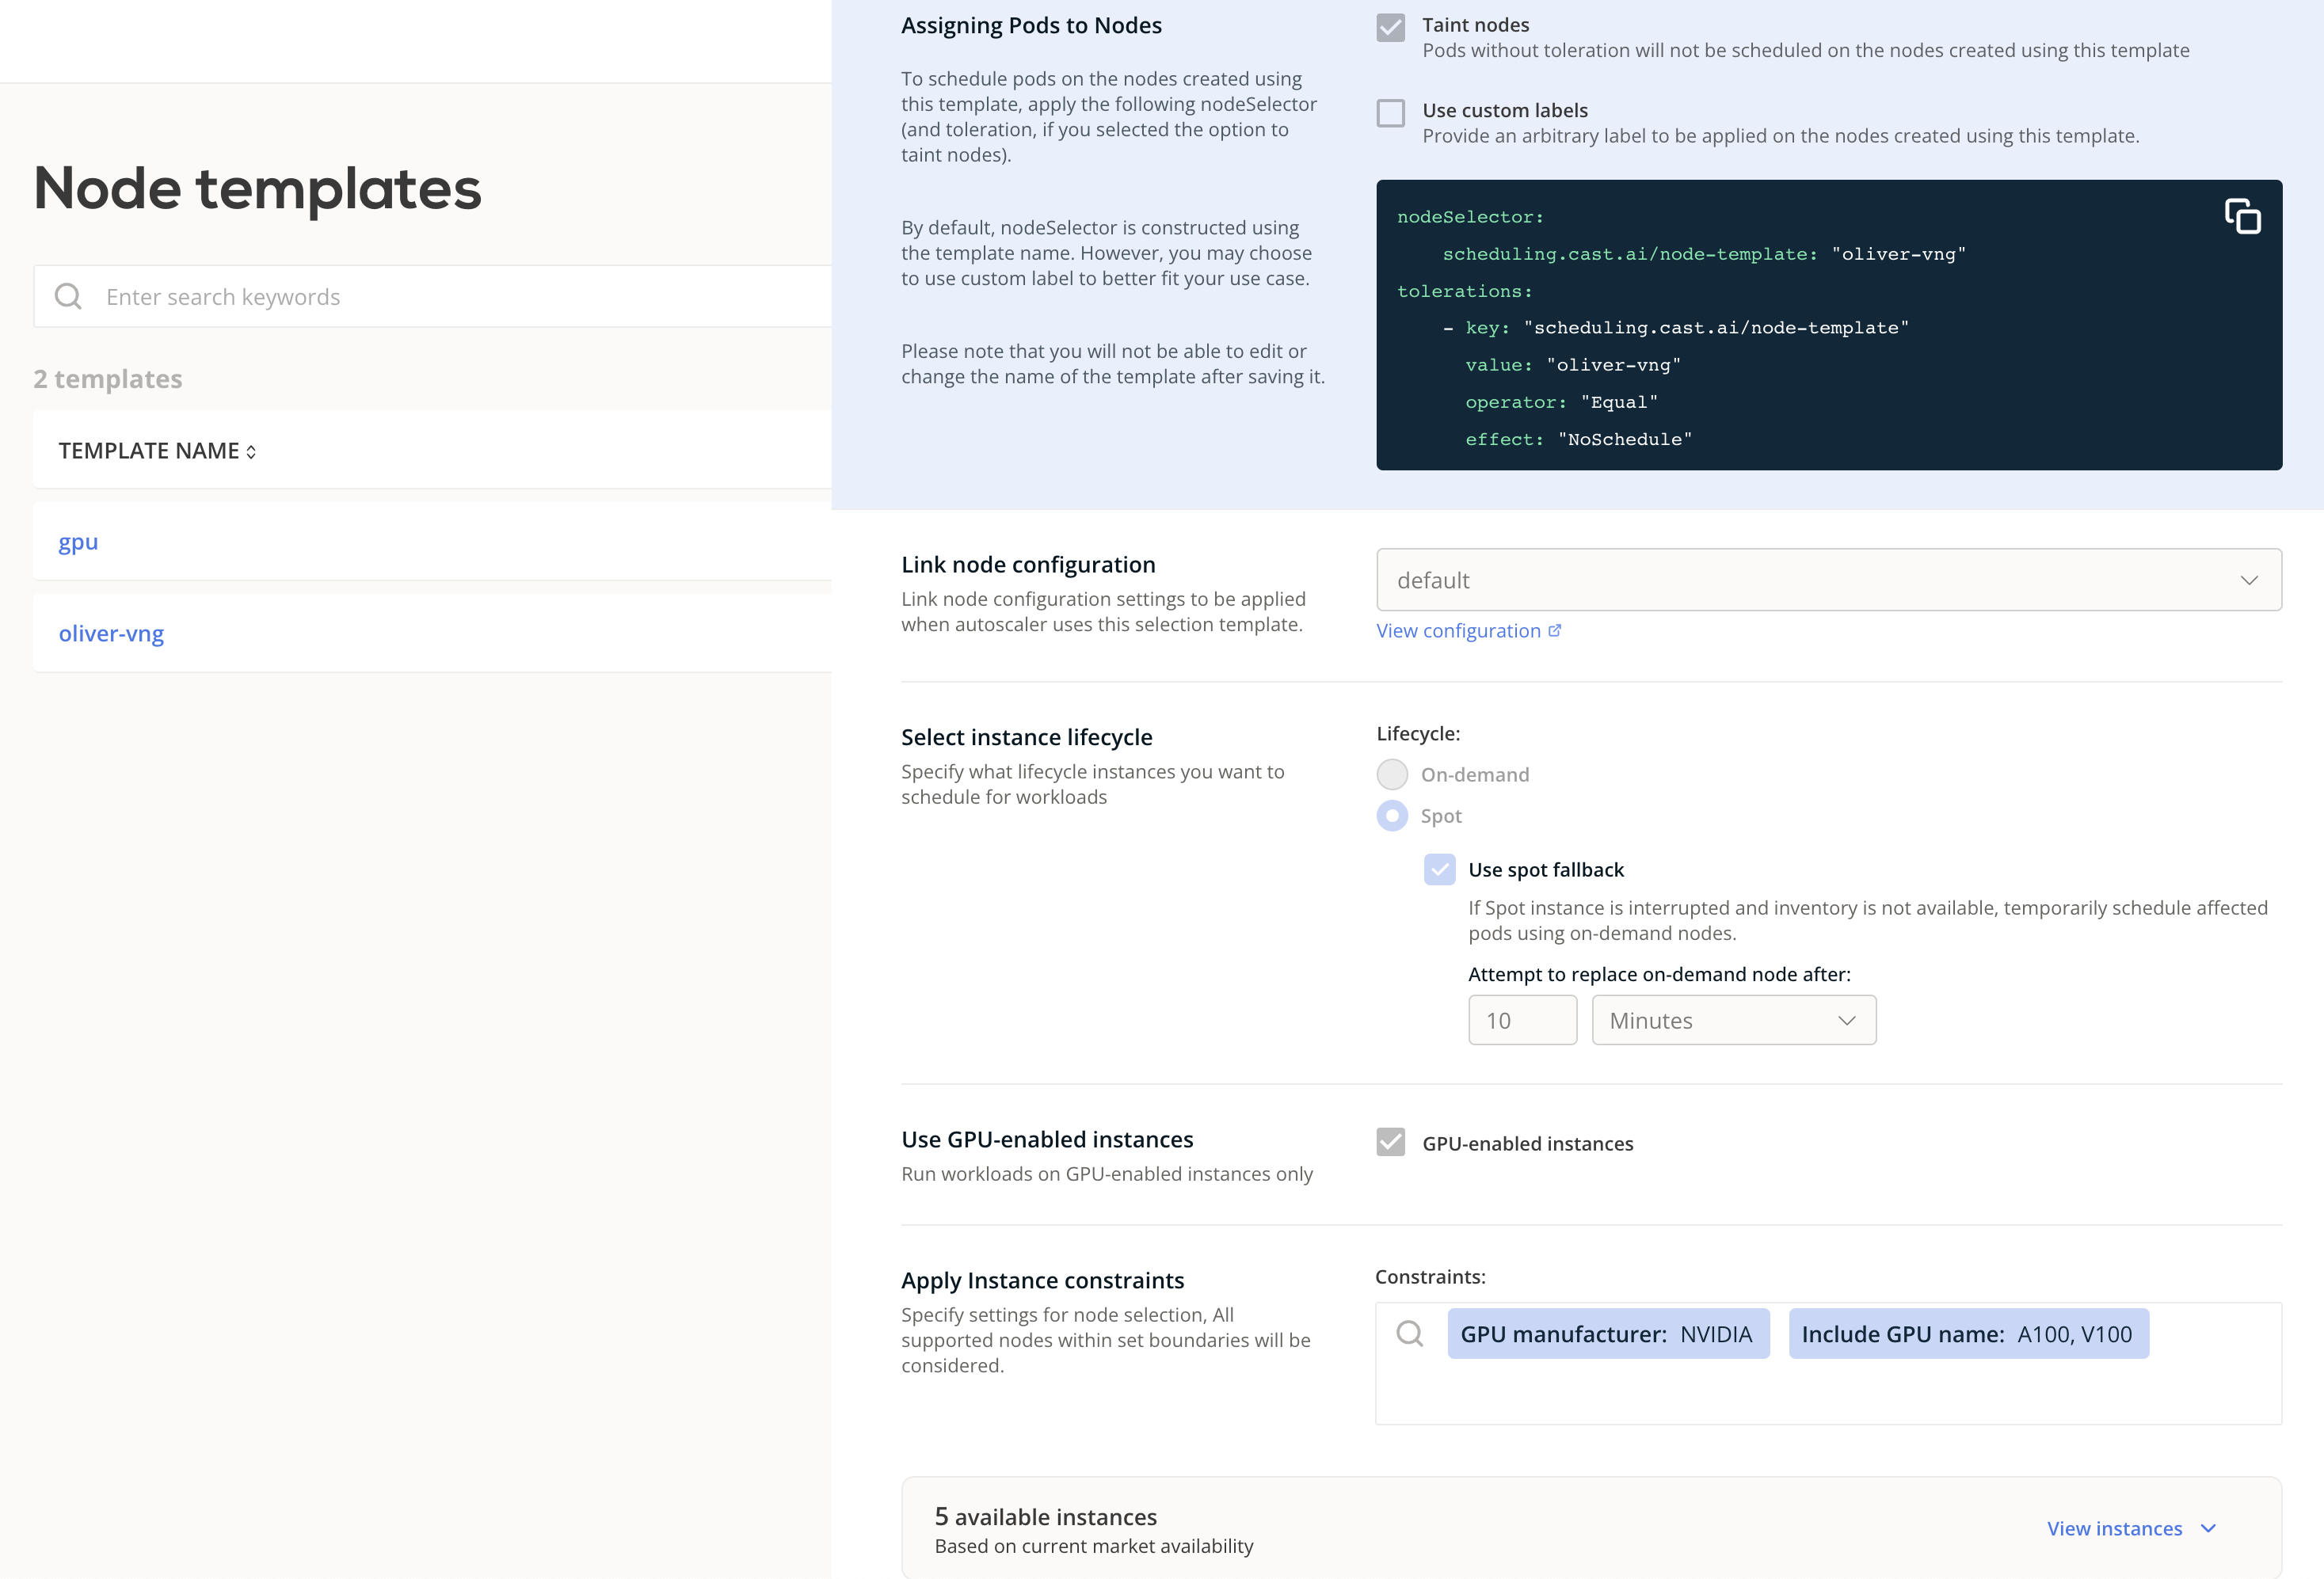 Node templates
Enter search keywords
2 templates
TEMPLATE NAME
gpu
oliver-vng
Assigning Pods to Nodes
To schedule pods on the nodes created using
this template, apply the following nodeSelector
(and toleration, if you selected the option to
taint nodes).
By default, nodeSelector is constructed using
the template name. However, you may choose
to use custom label to better fit your use case.
Please note that you will not be able to edit or
change the name of the template after saving it.
Taint nodes
Pods without toleration will not be scheduled on the nodes created using this template
Use custom labels
Provide an arbitrary label to be applied on the nodes created using this template.
nodeSelector:
scheduling.cast.ai/node-template: "oliver-vng"
tolerations:
- key: "scheduling.cast.ai/node-template"
value: "oliver-vng"
operator: "Equal"
effect: "NoSchedule"
Link node configuration
Link node configuration settings to be applied
when autoscaler uses this selection template.
default
View configuration
Select instance lifecycle
Specify what lifecycle instances you want to
schedule for workloads
Lifecycle:
On-demand
Spot
Use spot fallback
If Spot instance is interrupted and inventory is not available, temporarily schedule affected
pods using on-demand nodes.
Attempt to replace on-demand node after:
10 Minutes
Use GPU-enabled instances
Run workloads on GPU-enabled instances only
GPU-enabled instances
Apply Instance constraints
Specify settings for node selection, All
supported nodes within set boundaries will be
considered.
Constraints:
GPU manufacturer: NVIDIA Include GPU name: A100, V100
5 available instances
Based on current market availability
View instances